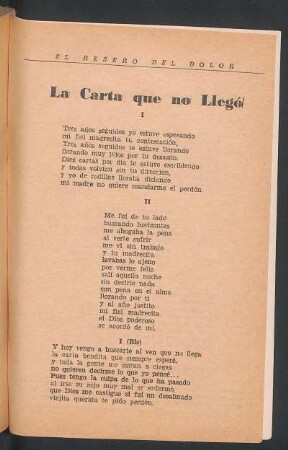 EL RESERO DEL DOLOR
La Carta que no Llegó
I
Tres años seguidos yo estuve esperando
mi fiel madrecita tu contestación,
Tres años seguidos te estuve llorando
llorando muy lejos por tu desazón.
Diez cartas por día te estuve escribiendo
y todas volvían sin tu dirección,
y yo de rodillas lloraba dictando
mi madre no quiere mandarme el perdón.
II
Me fui de tu lado
buscando horizontes
me ahogaba la pena
al verte sufrir
me vi sin trabajo
y tu madrecita
lavabas lo ajeno
por verme feliz
salí aquella noche
sin decirte nada
con pena en el alma
llorando por ti
y al año justito
mi fiel madrecita
el Dios poderoso
se acordó de mí.
I (Bis)
Y hoy vengo a buscarte al ven que no llega
la carta bendita que siempre esperé,
y toda la gente me miran a ciegas
no quieren decirme lo que yo pensé...
Pues tengo la culpa de lo que ha pasado
al irse su hijo muy mal ar enfermó
que Dios me castigue si fui un desalmado
viejita querida te pido perdón.